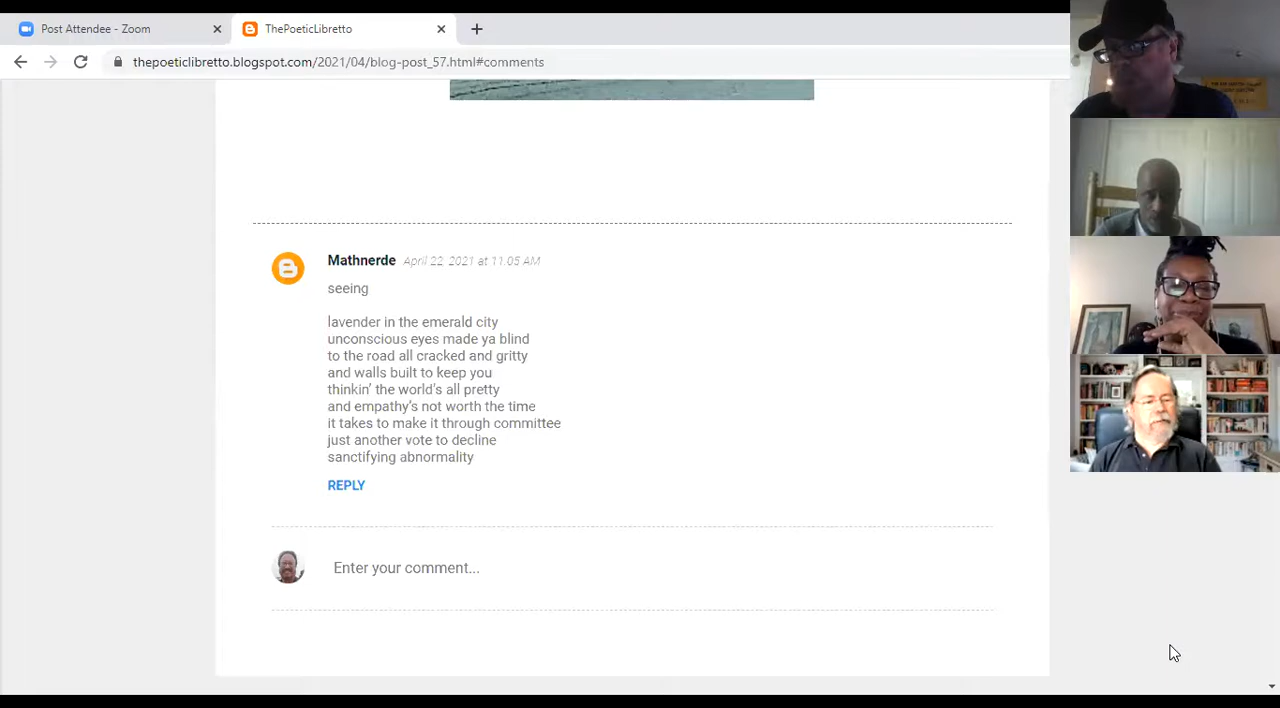 Post Attendee - Zoom
ThePoeticLibretto
thepoeticlibretto.blogspot.com/2021/04/blog-post_57.html#comments
Mathnerde April 22, 2021 at 11:05 AM
seeing
lavender in the emerald city
unconscious eyes made ya blind
to the road all cracked and gritty
and walls built to keep you
thinkin’ the world’s all pretty
and empathy’s not worth the time
it takes to make it through committee
just another vote to decline
sanctifying abnormality
REPLY
Enter your comment...